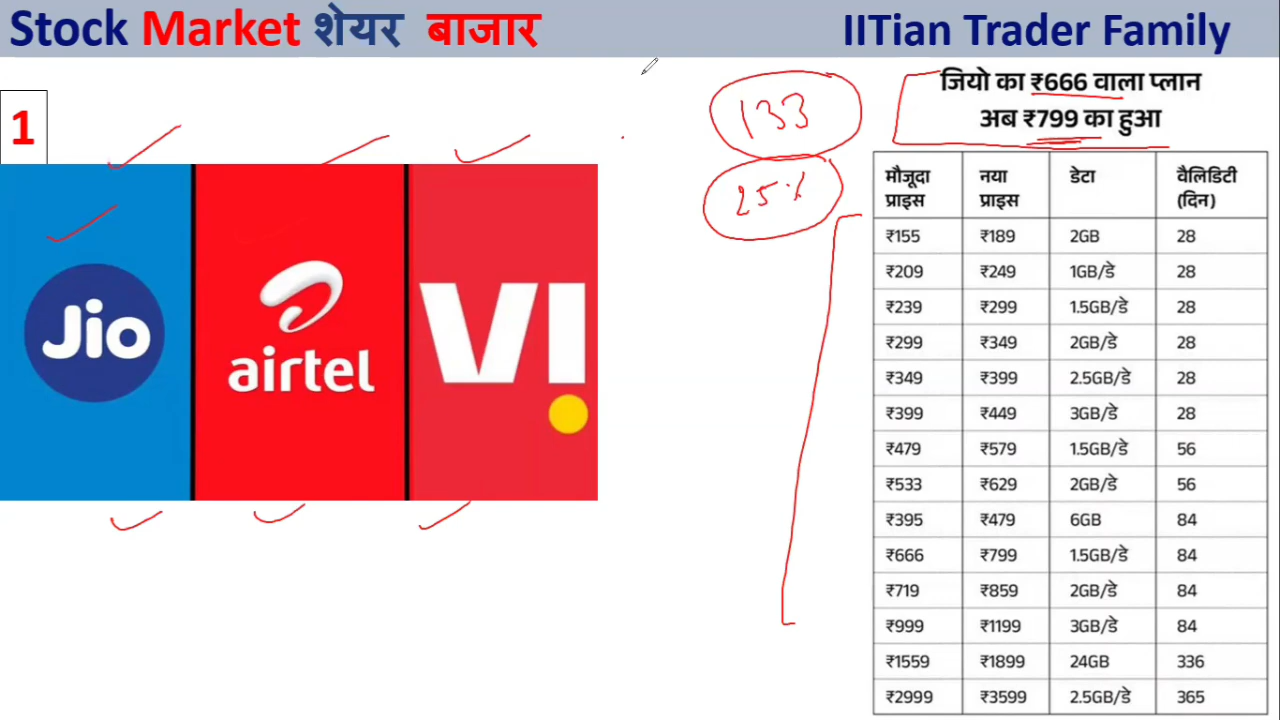 Stock Market शेयर बाजार
IITian Trader Family
1
Jio
airtel
VI
133
25%
जियो का ₹666 वाला प्लान
अब ₹799 का हुआ
मौजूदा प्राइस नया प्राइस डेटा वैलिडिटी (दिन)
₹155 ₹189 2GB 28
₹209 ₹249 1GB/डे 28
₹239 ₹299 1.5GB/डे 28
₹299 ₹349 2GB/डे 28
₹349 ₹399 2.5GB/डे 28
₹399 ₹449 3GB/डे 28
₹479 ₹579 1.5GB/डे 56
₹533 ₹629 2GB/डे 56
₹395 ₹479 6GB 84
₹666 ₹799 1.5GB/डे 84
₹719 ₹859 2GB/डे 84
₹999 ₹1199 3GB/डे 84
₹1559 ₹1899 24GB 336
₹2999 ₹3599 2.5GB/डे 365